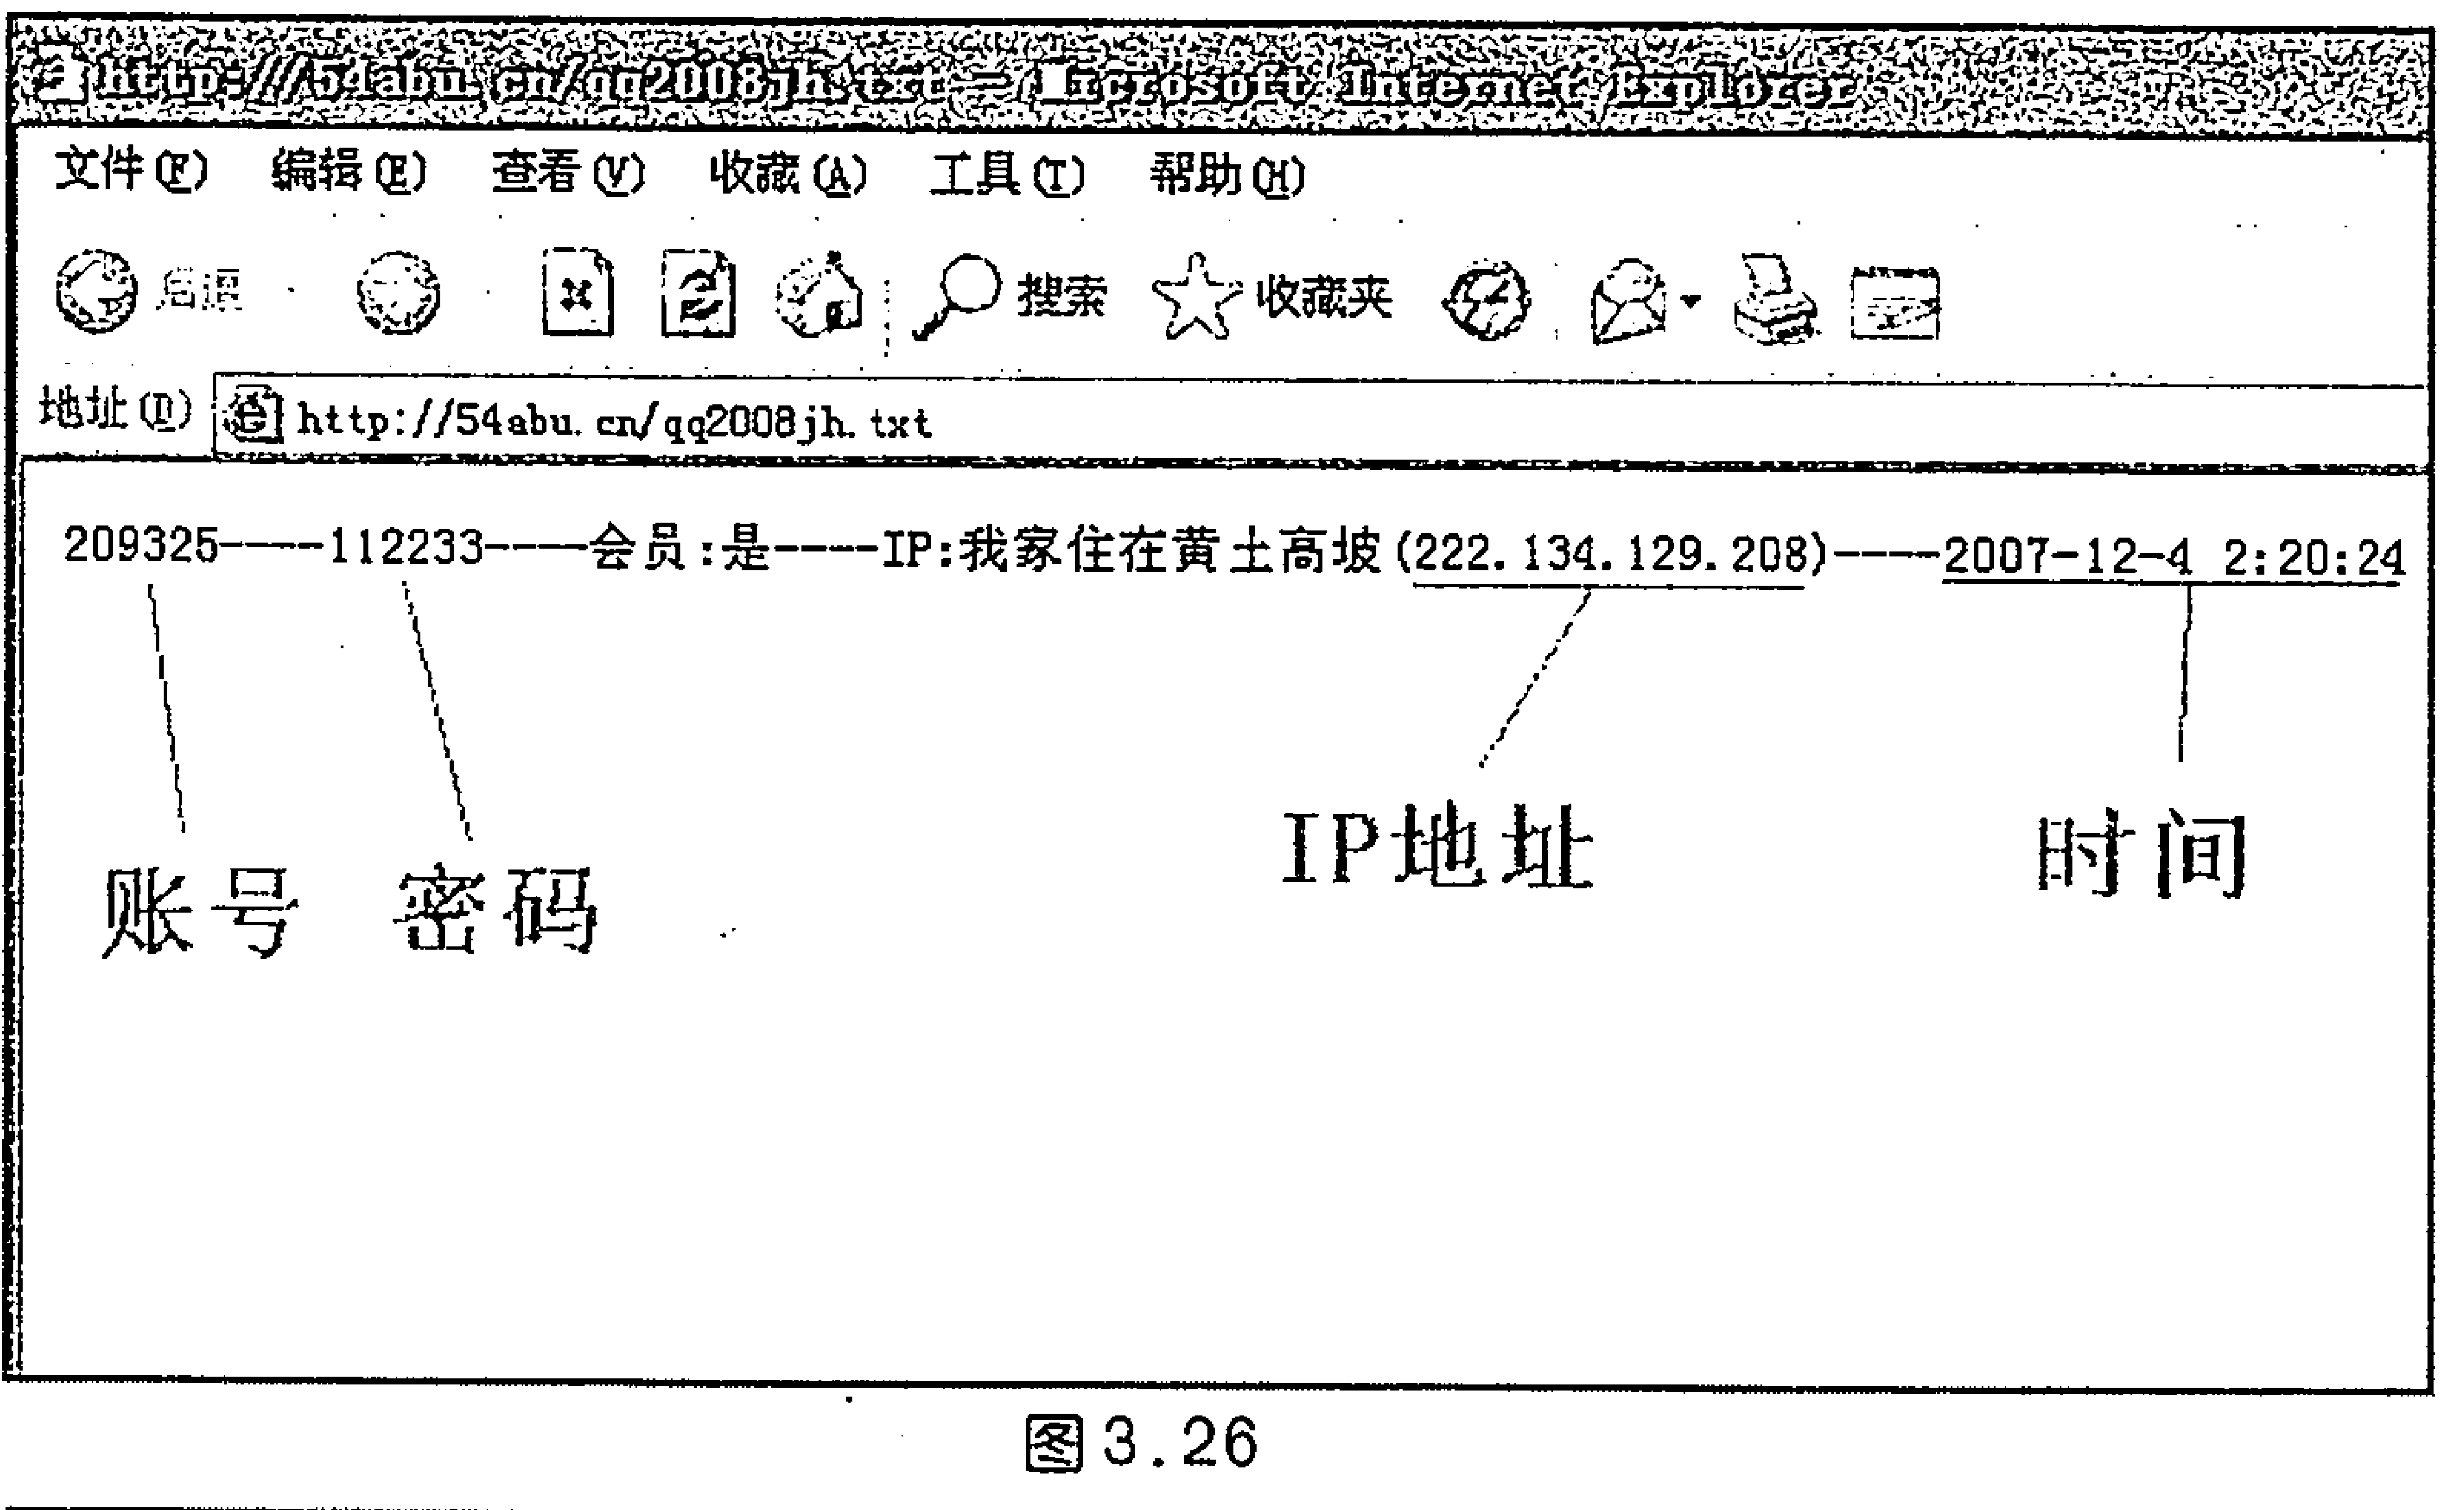 http://54abu.cn/qq2008jh.txt - Microsoft Internet Explorer
文件(F) 编辑(E) 查看(V) 收藏(A) 工具(T) 帮助(H)
后退 搜索 收藏夹
地址(D) http://54abu.cn/qq2008jh.txt
209325----112233----会员:是----IP:我家住在黄土高坡(222.134.129.208)----2007-12-4 2:20:24
账号 密码 IP地址 时间
图3.26